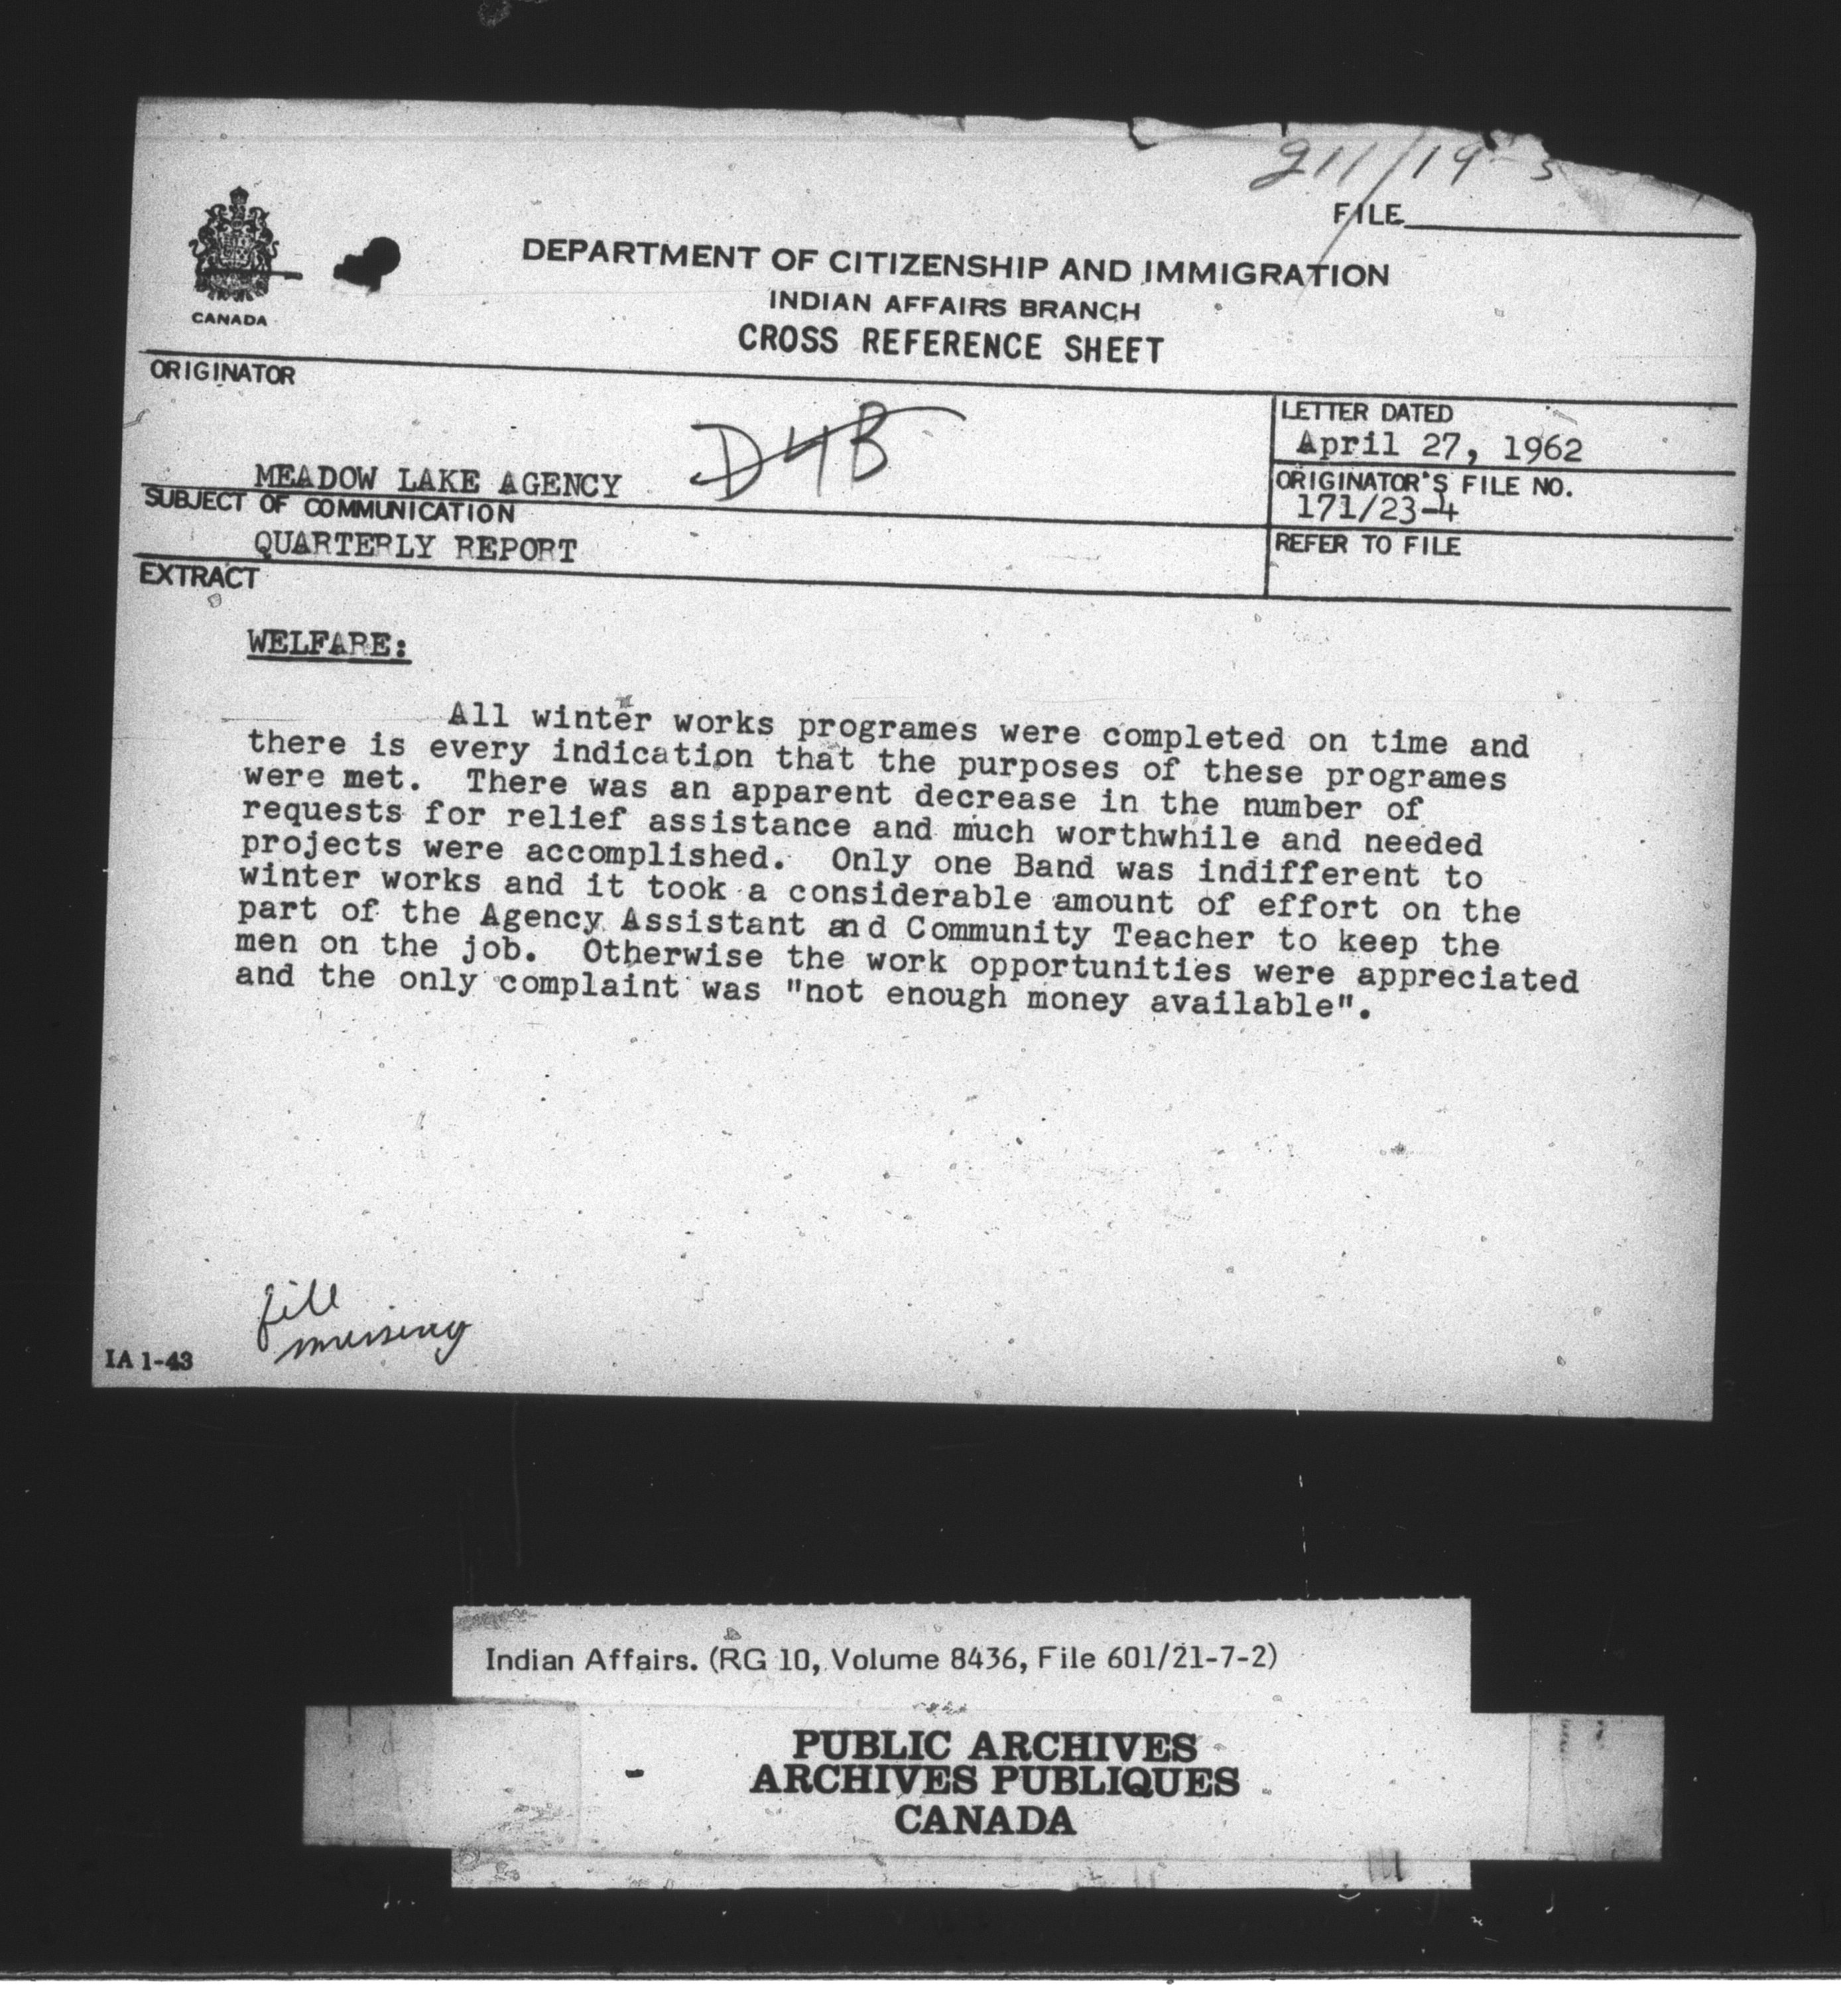 211/19-5
FILE
CANADA
DEPARTMENT OF CITIZENSHIP AND IMMIGRATION
INDIAN AFFAIRS BRANCH
CROSS REFERENCE SHEET
ORIGINATOR
MEADOW LAKE AGENCY
D4B
LETTER DATED
April 27, 1962
ORIGINATOR'S FILE NO.
171/23-4
SUBJECT OF COMMUNICATION
QUARTERLY REPORT
REFER TO FILE
EXTRACT
WELFARE:
All winter works programes were completed on time and
there is every indication that the purposes of these programes
were met. There was an apparent decrease in the number of
requests for relief assistance and much worthwhile and needed
projects were accomplished. Only one Band was indifferent to
winter works and it took a considerable amount of effort on the
part of the Agency Assistant and Community Teacher to keep the
men on the job. Otherwise the work opportunities were appreciated
and the only complaint was "not enough money available".
file
missing
IA 1-43
Indian Affairs. (RG 10, Volume 8436, File 601/21-7-2)
PUBLIC ARCHIVES
ARCHIVES PUBLIQUES
CANADA